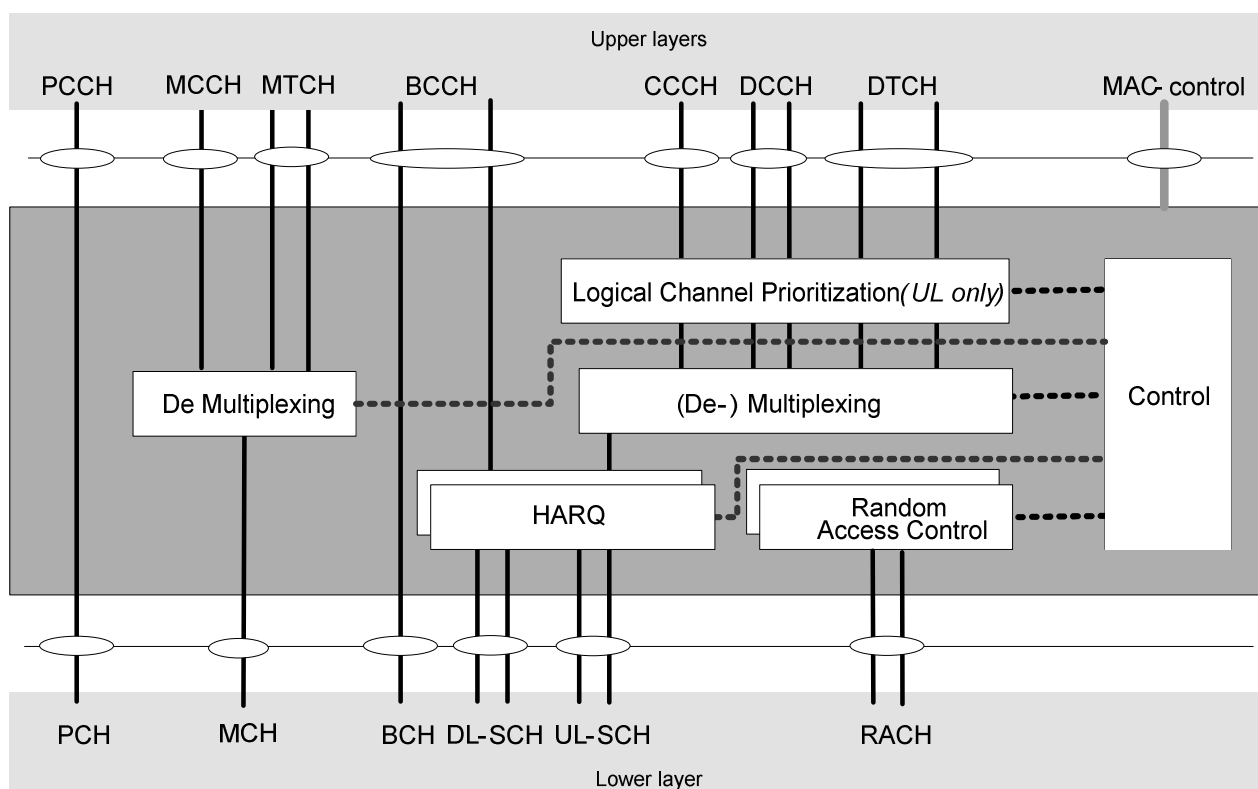 Upper layers
PCCH MCCH MTCH BCCH CCCH DCCH DTCH MAC- control
Logical Channel Prioritization(UL only)
De Multiplexing
(De-) Multiplexing
Control
HARQ
Random
Access Control
PCH MCH BCH DL-SCH UL-SCH RACH
Lower layer